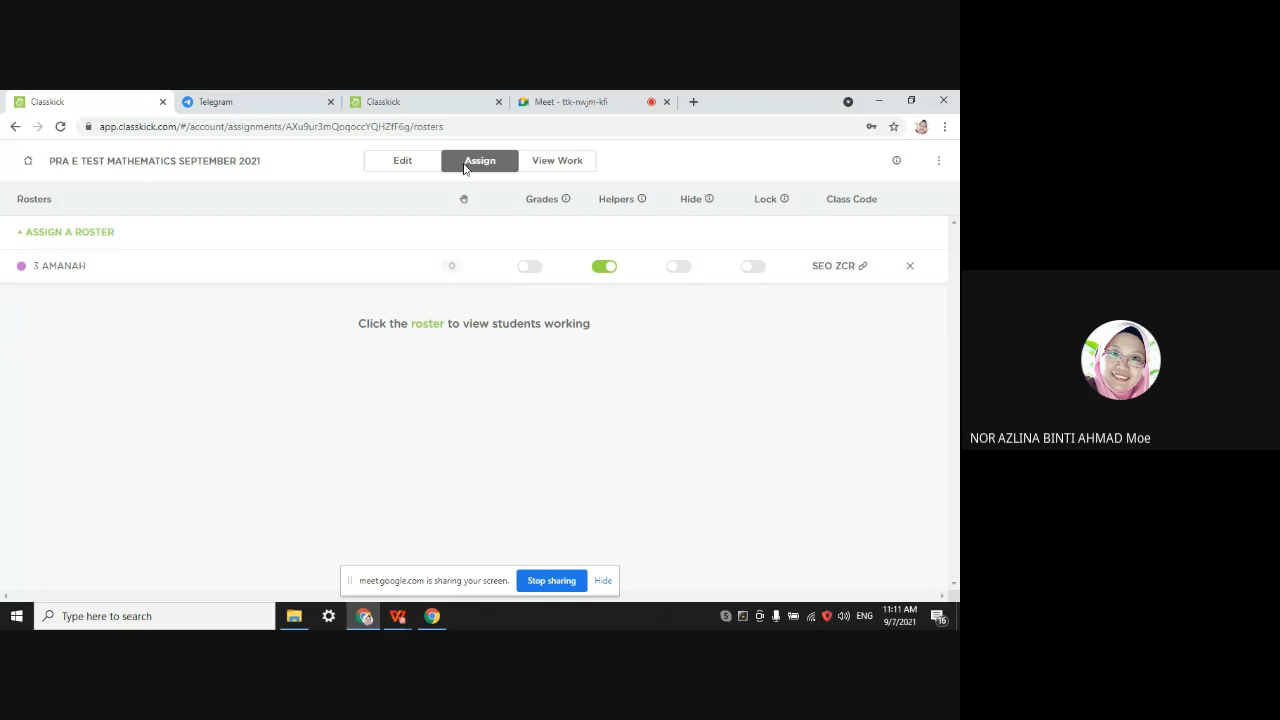 Classkick
Telegram
Classkick
Meet - ttk-nwjm-kfi
app.classkick.com/#/account/assignments/AXu9ur3mQoqoccYQHZfF6g/rosters
PRA E TEST MATHEMATICS SEPTEMBER 2021
Edit
Assign
View Work
Rosters
Grades
Helpers
Hide
Lock
Class Code
+ ASSIGN A ROSTER
3 AMANAH
0
SEO ZCR
Click the roster to view students working
NOR AZLINA BINTI AHMAD Moe
meet.google.com is sharing your screen.
Stop sharing
Hide
Type here to search
ENG
11:11 AM
9/7/2021
16